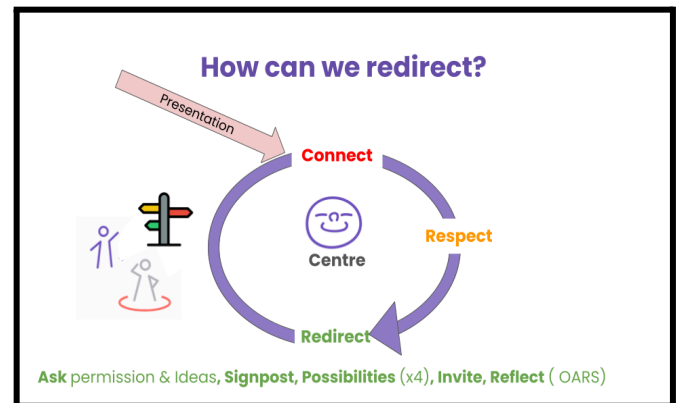 How can we redirect?
Presentation
Connect
Respect
Centre
Redirect
Ask permission & Ideas, Signpost, Possibilities (x4), Invite, Reflect ( OARS)